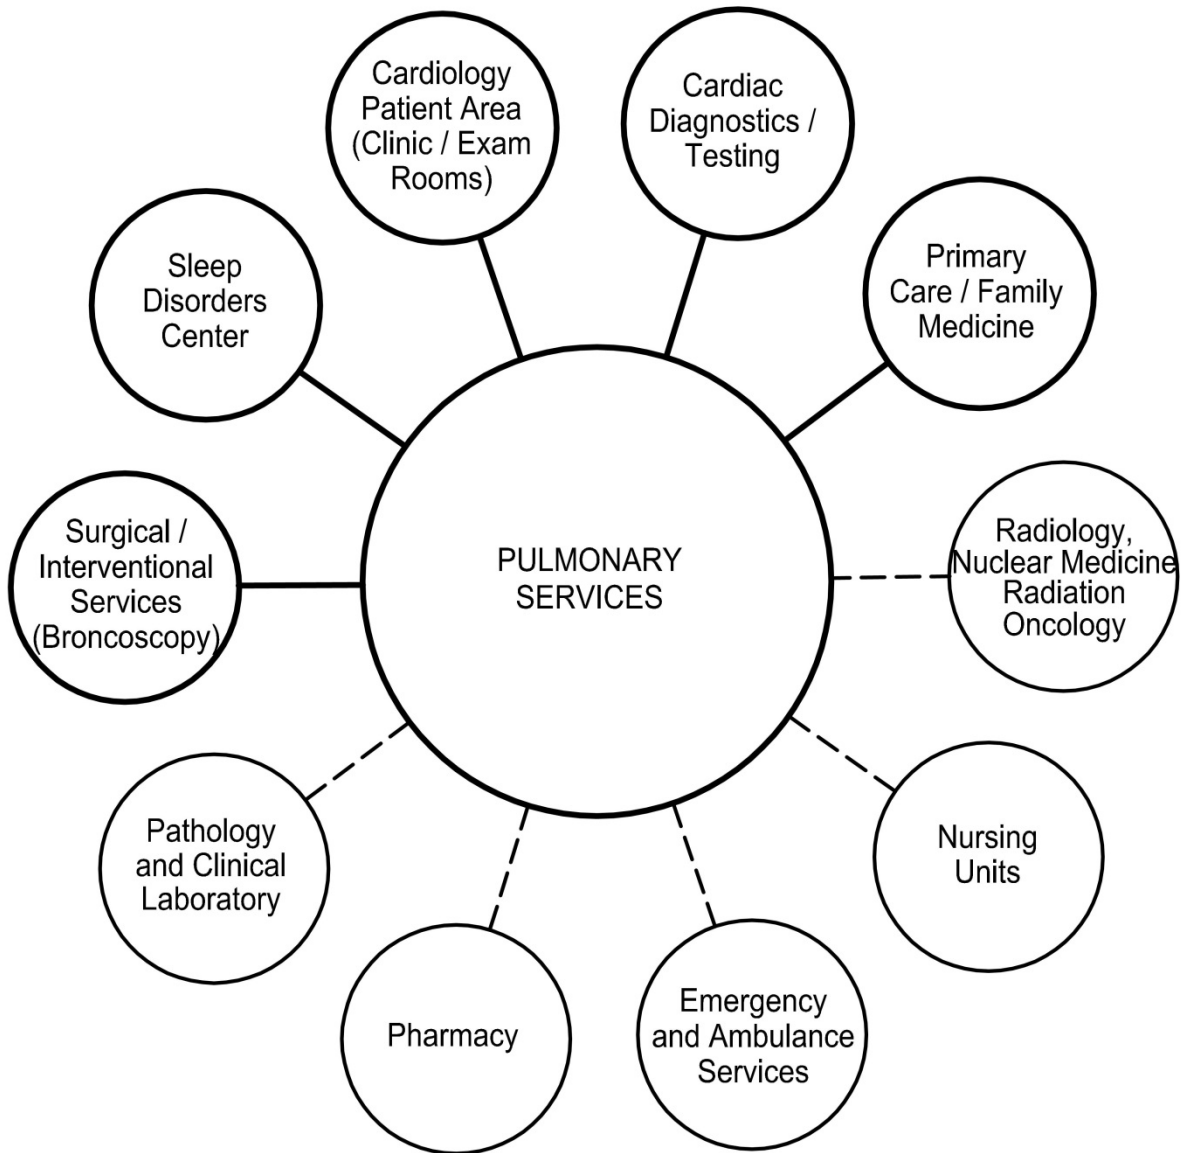 Cardiology
Patient Area
(Clinic / Exam
Rooms)
Cardiac
Diagnostics /
Testing
Sleep
Disorders
Center
Primary
Care / Family
Medicine
Surgical /
Interventional
Services
(Broncoscopy)
PULMONARY
SERVICES
Radiology,
Nuclear Medicine
Radiation
Oncology
Pathology
and Clinical
Laboratory
Nursing
Units
Pharmacy
Emergency
and Ambulance
Services